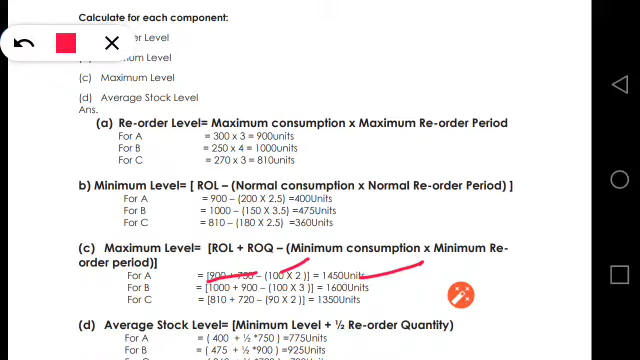 Calculate for each component:
er Level
um Level
(c) Maximum Level
(d) Average Stock Level
Ans.
(a) Re-order Level= Maximum consumption x Maximum Re-order Period
For A = 300 x 3 = 900units
For B = 250 x 4 = 1000units
For C = 270 x 3 = 810units
b) Minimum Level= [ ROL – (Normal consumption x Normal Re-order Period) ]
For A = 900 – (200 X 2.5) =400Units
For B = 1000 – (150 X 3.5) =475Units
For C = 810 – (180 X 2.5) =360Units
(c) Maximum Level= [ROL + ROQ – (Minimum consumption x Minimum Re-
order period)]
For A = [900 + 750 – (100 X 2 ] = 1450Units
For B = [1000 + 900 – (100 X 3 ] = 1600Units
For C = [810 + 720 – (90 X 2 ] = 1350Units
(d) Average Stock Level= [Minimum Level + ½ Re-order Quantity)
For A = ( 400 + ½ *750 ) =775Units
For B = ( 475 + ½ *900 ) =925Units